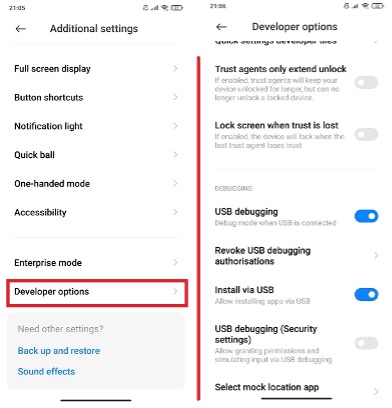 21:05
Additional settings
Full screen display
Button shortcuts
Notification light
Quick ball
One-handed mode
Accessibility
Enterprise mode
Developer options
Need other settings?
Back up and restore
Sound effects
21:06
Developer options
Quick settings developer tiles
Trust agents only extend unlock
If enabled, trust agents will keep your
device unlocked for longer, but can no
longer unlock a locked device.
Lock screen when trust is lost
If enabled, the device will lock when the
last trust agent loses trust
DEBUGGING
USB debugging
Debug mode when USB is connected
Revoke USB debugging
authorisations
Install via USB
Allow installing apps via USB
USB debugging (Security
settings)
Allow granting permissions and
simulating input via USB debugging
Select mock location app